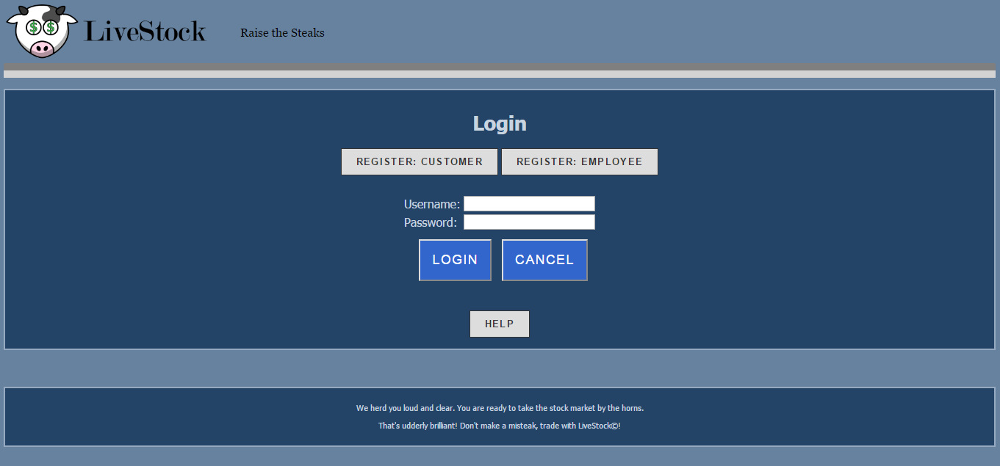 $ $
LiveStock
Raise the Steaks
Login
REGISTER: CUSTOMER REGISTER: EMPLOYEE
Username:
Password:
LOGIN CANCEL
HELP
We herd you loud and clear. You are ready to take the stock market by the horns.
That's udderly brilliant! Don't make a misteak, trade with LiveStock©!